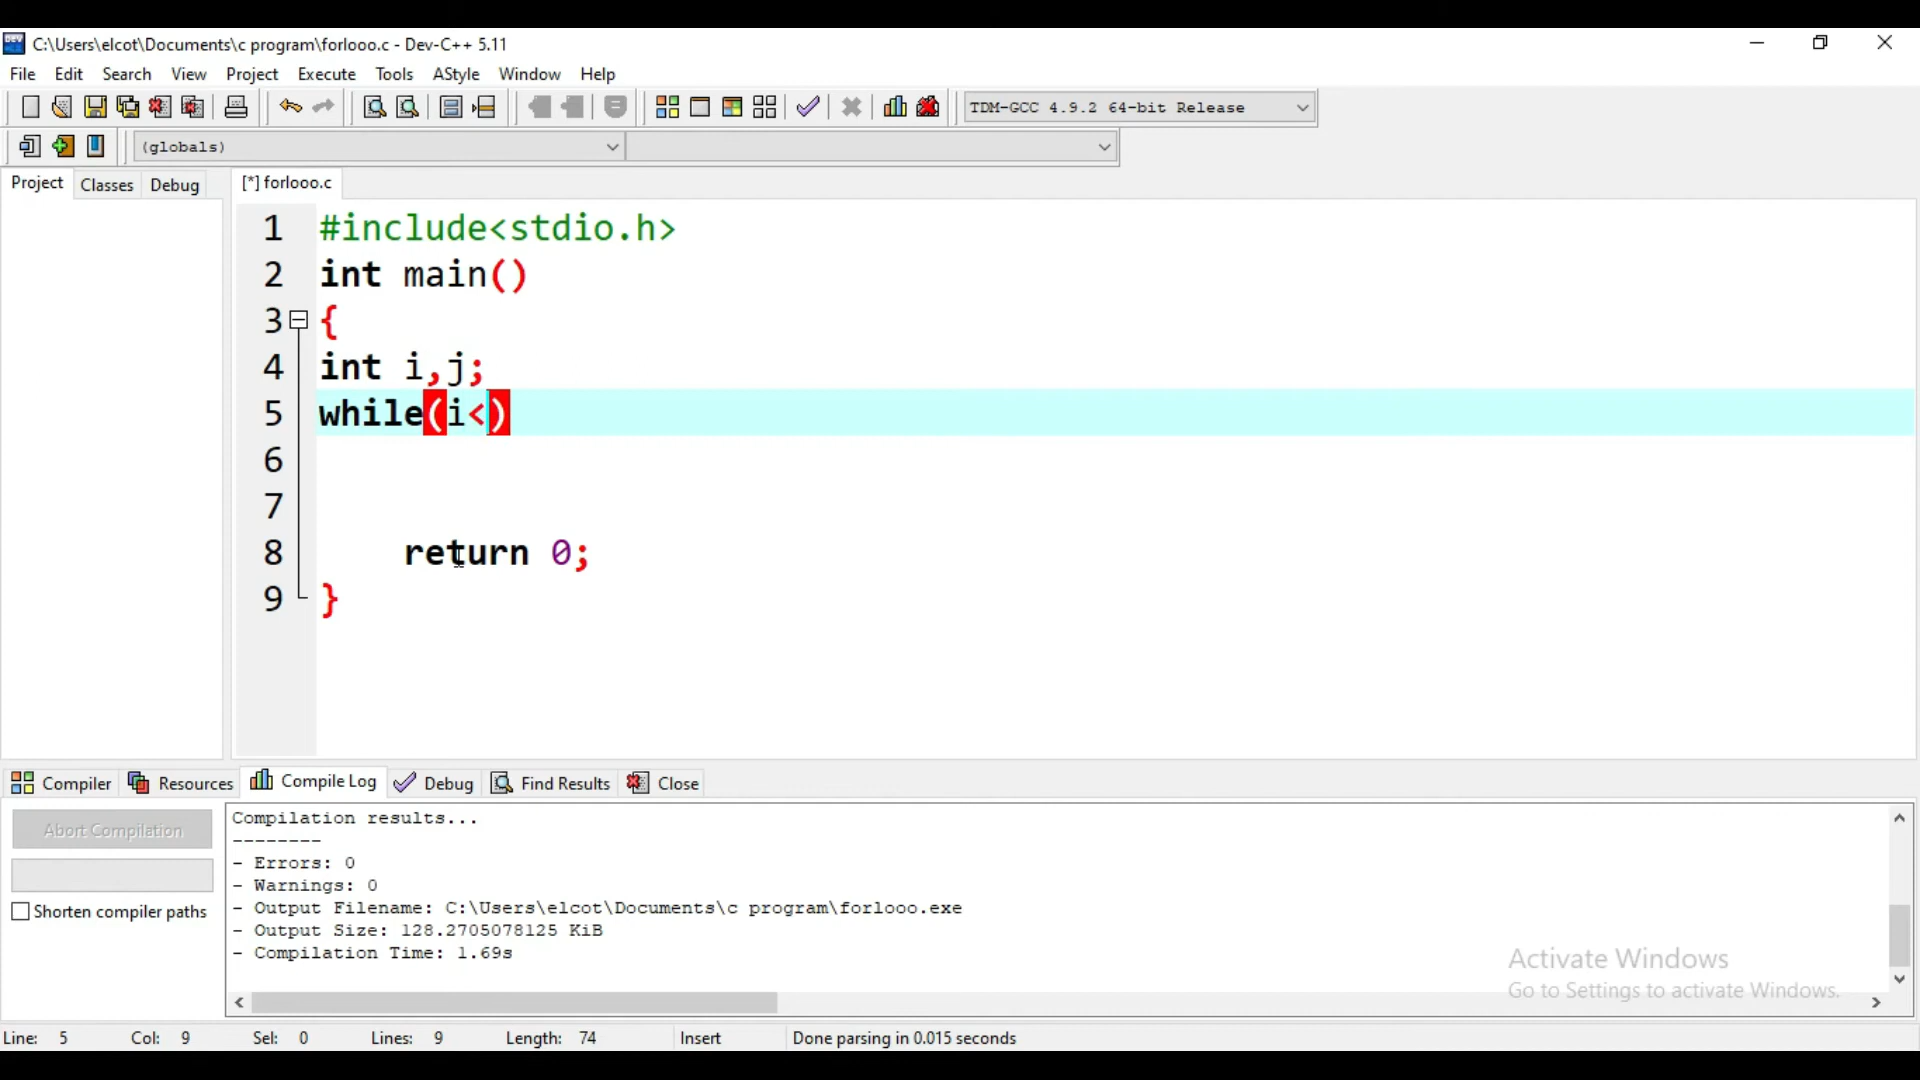 C:\Users\elcot\Documents\c program\forlooo.c - Dev-C++ 5.11
File Edit Search View Project Execute Tools AStyle Window Help
TDM-GCC 4.9.2 64-bit Release
(globals)
Project Classes Debug [*] forlooo.c
1 #include<stdio.h>
2 int main()
3 {
4 int i,j;
5 while(i<)
6
7
8 return 0;
9 }
Compiler Resources Compile Log Debug Find Results Close
Abort Compilation
Shorten compiler paths
Compilation results...
--------
- Errors: 0
- Warnings: 0
- Output Filename: C:\Users\elcot\Documents\c program\forlooo.exe
- Output Size: 128.2705078125 KiB
- Compilation Time: 1.69s
Activate Windows
Go to Settings to activate Windows.
Line: 5 Col: 9 Sel: 0 Lines: 9 Length: 74 Insert Done parsing in 0.015 seconds